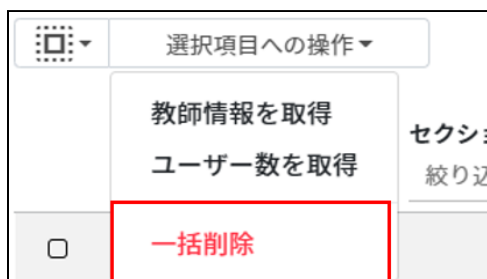 選択項目への操作
教師情報を取得
ユーザー数を取得
セクショ
絞り込
一括削除